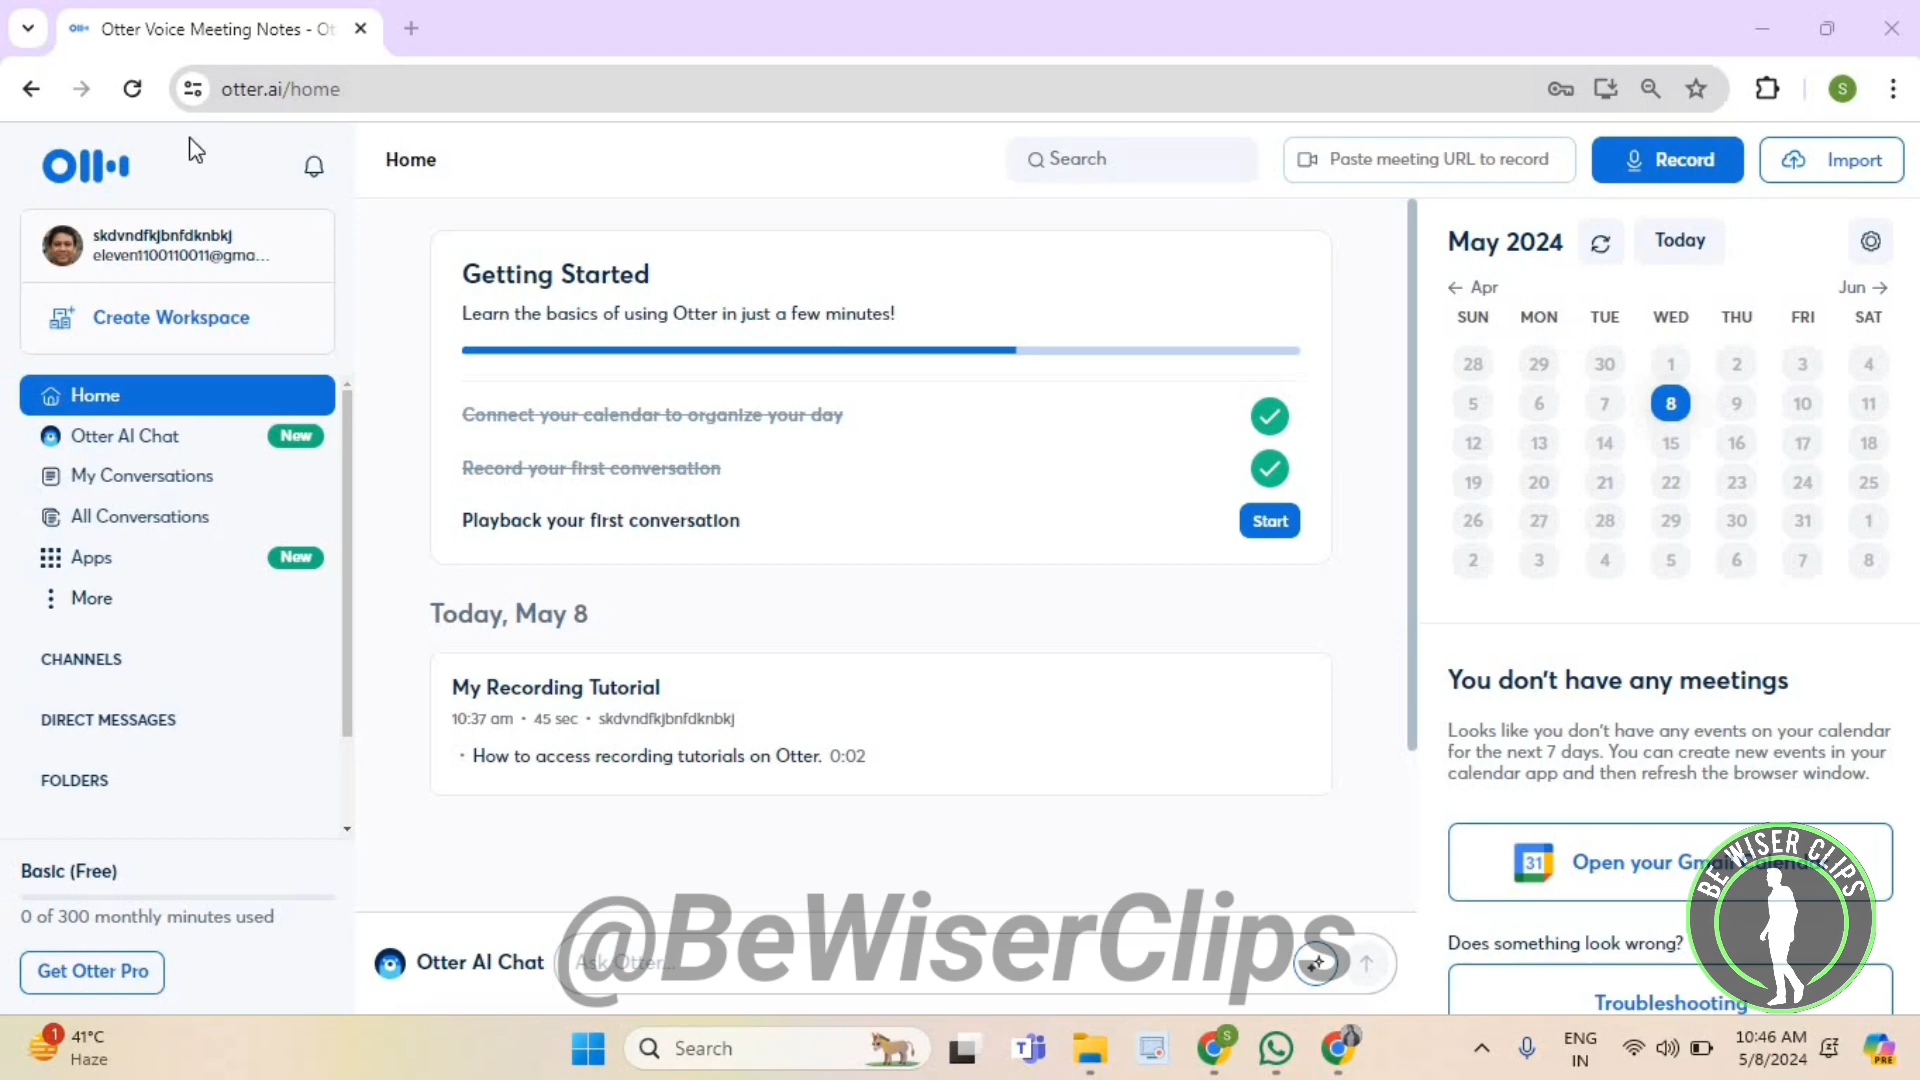 Otter Voice Meeting Notes - Ot
otter.ai/home
S
Home
Search
Paste meeting URL to record
Record
Import
skdvndfkjbnfdknbkj
eleven1100110011@gma...
Create Workspace
Home
Otter AI Chat
New
My Conversations
All Conversations
Apps
New
More
CHANNELS
DIRECT MESSAGES
FOLDERS
Basic (Free)
0 of 300 monthly minutes used
Get Otter Pro
Getting Started
Learn the basics of using Otter in just a few minutes!
Connect your calendar to organize your day
Record your first conversation
Playback your first conversation
Start
Today, May 8
My Recording Tutorial
10:37 am · 45 sec · skdvndfkjbnfdknbkj
· How to access recording tutorials on Otter. 0:02
Otter AI Chat
Ask Otter...
@BeWiserClips
May 2024
Today
← Apr
Jun →
SUN MON TUE WED THU FRI SAT
28 29 30 1 2 3 4
5 6 7 8 9 10 11
12 13 14 15 16 17 18
19 20 21 22 23 24 25
26 27 28 29 30 31 1
2 3 4 5 6 7 8
You don't have any meetings
Looks like you don't have any events on your calendar
for the next 7 days. You can create new events in your
calendar app and then refresh the browser window.
31
Open your Gmail Calendar
BE WISER CLIPS
Does something look wrong?
Troubleshooting
1
41°C
Haze
Search
T
S
ENG
IN
10:46 AM
5/8/2024
PRE